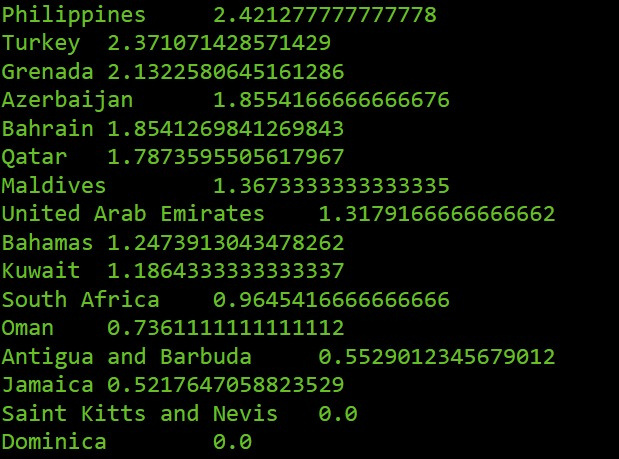 Philippines	2.421277777777778
Turkey	2.371071428571429
Grenada	2.1322580645161286
Azerbaijan	1.8554166666666676
Bahrain	1.8541269841269843
Qatar	1.7873595505617967
Maldives	1.3673333333333335
United Arab Emirates	1.3179166666666662
Bahamas	1.2473913043478262
Kuwait	1.1864333333333337
South Africa	0.9645416666666666
Oman	0.7361111111111112
Antigua and Barbuda	0.5529012345679012
Jamaica	0.5217647058823529
Saint Kitts and Nevis	0.0
Dominica	0.0